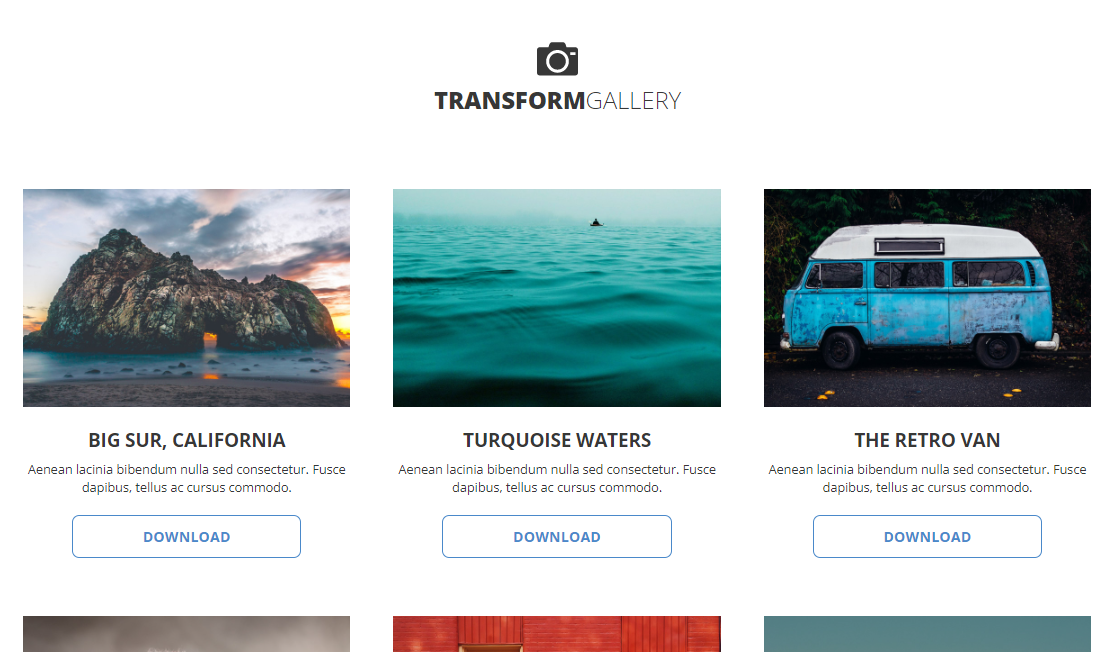 TRANSFORMGALLERY
BIG SUR, CALIFORNIA
Aenean lacinia bibendum nulla sed consectetur. Fusce
dapibus, tellus ac cursus commodo.
DOWNLOAD
TURQUOISE WATERS
Aenean lacinia bibendum nulla sed consectetur. Fusce
dapibus, tellus ac cursus commodo.
DOWNLOAD
THE RETRO VAN
Aenean lacinia bibendum nulla sed consectetur. Fusce
dapibus, tellus ac cursus commodo.
DOWNLOAD